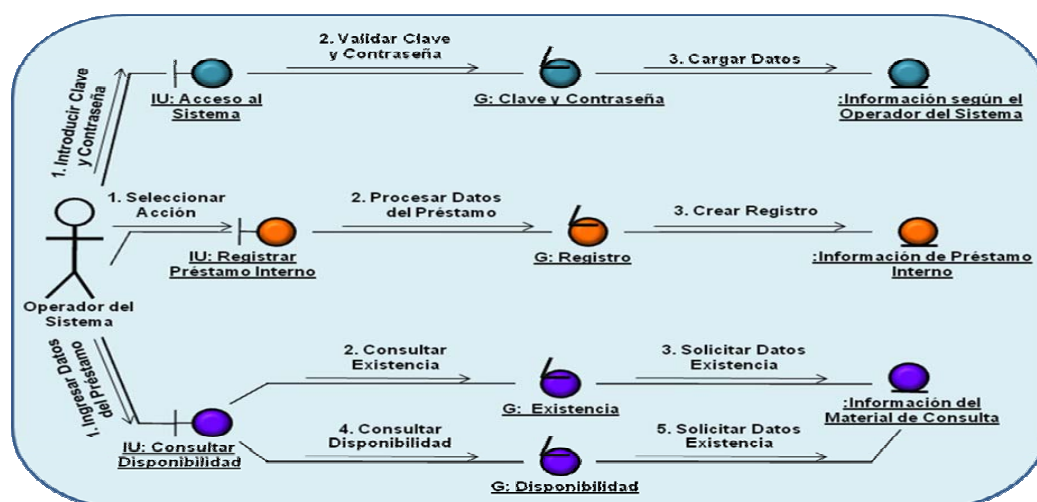 1. Introducir Clave
y Contraseña
IU: Acceso al
Sistema
2. Validar Clave
y Contraseña
G: Clave y Contraseña
3. Cargar Datos
:Información según el
Operador del Sistema
Operador del
Sistema
1. Seleccionar
Acción
IU: Registrar
Préstamo Interno
2. Procesar Datos
del Préstamo
G: Registro
3. Crear Registro
:Información de Préstamo
Interno
1. Ingresar Datos
del Préstamo
IU: Consultar
Disponibilidad
2. Consultar
Existencia
G: Existencia
3. Solicitar Datos
Existencia
:Información del
Material de Consulta
4. Consultar
Disponibilidad
G: Disponibilidad
5. Solicitar Datos
Existencia